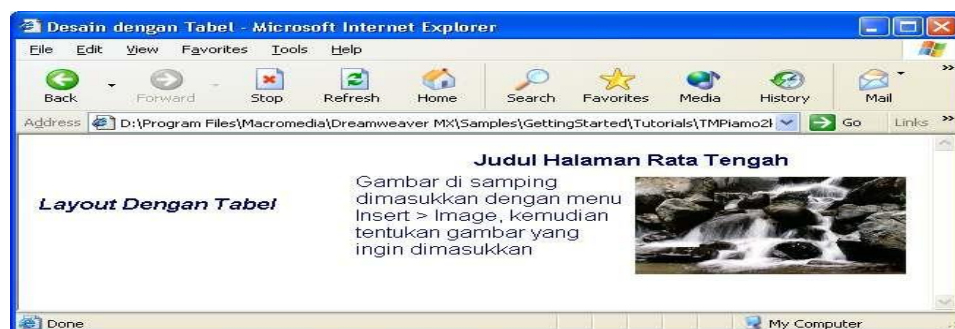 Desain dengan Tabel - Microsoft Internet Explorer
File Edit View Favorites Tools Help
Back Forward Stop Refresh Home Search Favorites Media History Mail
Address D:\Program Files\Macromedia\Dreamweaver MX\Samples\GettingStarted\Tutorials\ Go Links
Judul Halaman Rata Tengah
Layout Dengan Tabel
Gambar di samping
dimasukkan dengan menu
Insert > Image, kemudian
tentukan gambar yang
ingin dimasukkan
Done My Computer